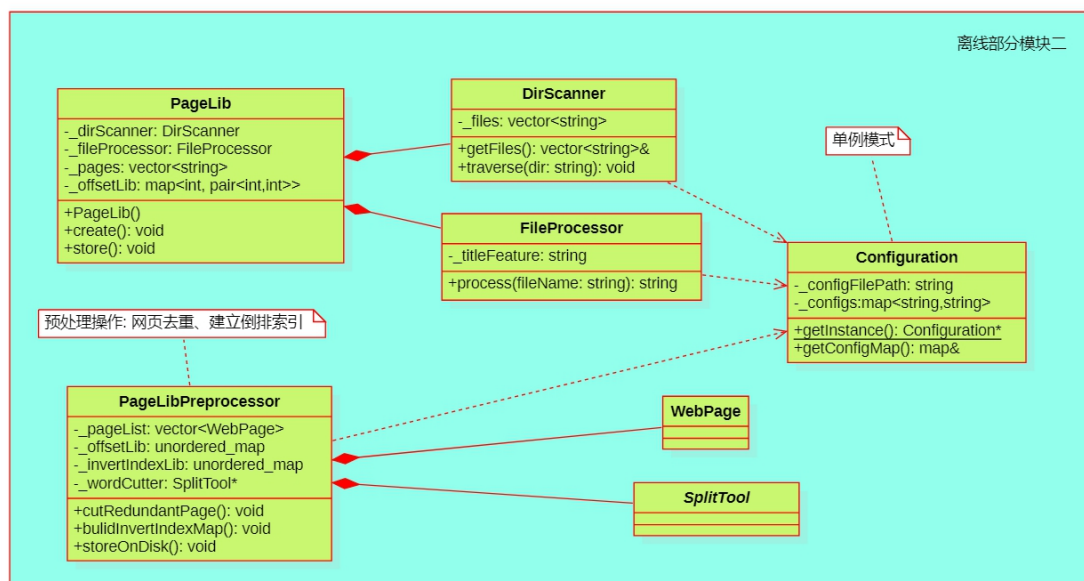 离线部分模块二
PageLib
-_dirScanner: DirScanner
-_fileProcessor: FileProcessor
-_pages: vector<string>
-_offsetLib: map<int, pair<int,int>>
+PageLib()
+create(): void
+store(): void
DirScanner
-_files: vector<string>
+getFiles(): vector<string>&
+traverse(dir: string): void
单例模式
FileProcessor
-_titleFeature: string
+process(fileName: string): string
Configuration
-_configFilePath: string
-_configs:map<string,string>
+getInstance(): Configuration*
+getConfigMap(): map&
预处理操作: 网页去重、建立倒排索引
PageLibPreprocessor
-_pageList: vector<WebPage>
-_offsetLib: unordered_map
-_invertIndexLib: unordered_map
-_wordCutter: SplitTool*
+cutRedundantPage(): void
+bulidInvertIndexMap(): void
+storeOnDisk(): void
WebPage
SplitTool